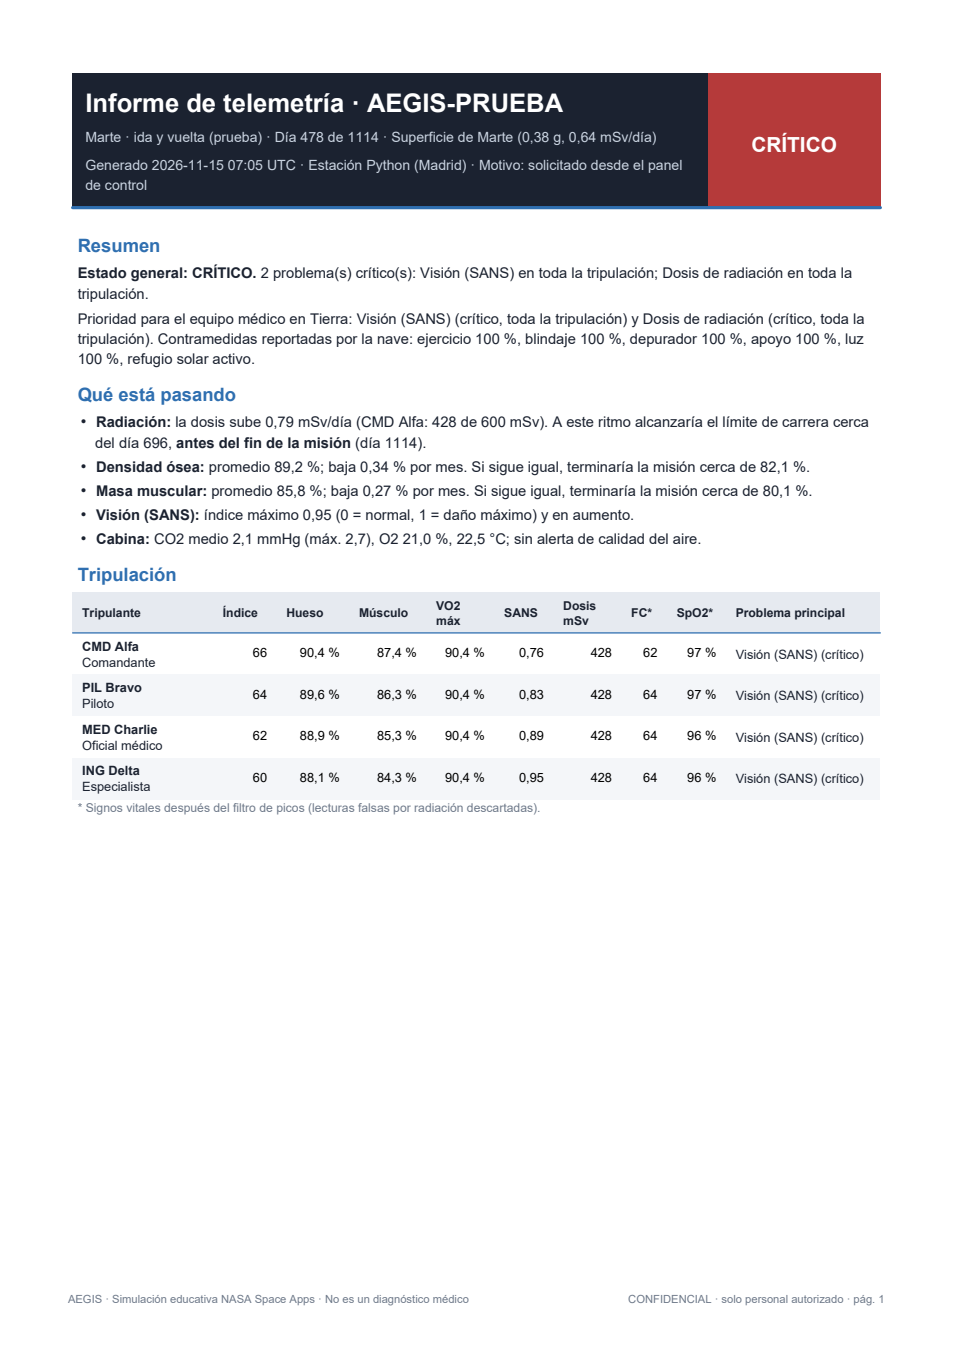 Informe de telemetría · AEGIS-PRUEBA
Marte · ida y vuelta (prueba) · Día 478 de 1114 · Superficie de Marte (0,38 g, 0,64 mSv/día)
Generado 2026-11-15 07:05 UTC · Estación Python (Madrid) · Motivo: solicitado desde el panel
de control
CRÍTICO
Resumen
Estado general: CRÍTICO. 2 problema(s) crítico(s): Visión (SANS) en toda la tripulación; Dosis de radiación en toda la
tripulación.
Prioridad para el equipo médico en Tierra: Visión (SANS) (crítico, toda la tripulación) y Dosis de radiación (crítico, toda la
tripulación). Contramedidas reportadas por la nave: ejercicio 100 %, blindaje 100 %, depurador 100 %, apoyo 100 %, luz
100 %, refugio solar activo.
Qué está pasando
• Radiación: la dosis sube 0,79 mSv/día (CMD Alfa: 428 de 600 mSv). A este ritmo alcanzaría el límite de carrera cerca
del día 696, antes del fin de la misión (día 1114).
• Densidad ósea: promedio 89,2 %; baja 0,34 % por mes. Si sigue igual, terminaría la misión cerca de 82,1 %.
• Masa muscular: promedio 85,8 %; baja 0,27 % por mes. Si sigue igual, terminaría la misión cerca de 80,1 %.
• Visión (SANS): índice máximo 0,95 (0 = normal, 1 = daño máximo) y en aumento.
• Cabina: CO2 medio 2,1 mmHg (máx. 2,7), O2 21,0 %, 22,5 °C; sin alerta de calidad del aire.
Tripulación
Tripulante Índice Hueso Músculo VO2 máx SANS Dosis mSv FC* SpO2* Problema principal
CMD Alfa
Comandante 66 90,4 % 87,4 % 90,4 % 0,76 428 62 97 % Visión (SANS) (crítico)
PIL Bravo
Piloto 64 89,6 % 86,3 % 90,4 % 0,83 428 64 97 % Visión (SANS) (crítico)
MED Charlie
Oficial médico 62 88,9 % 85,3 % 90,4 % 0,89 428 64 96 % Visión (SANS) (crítico)
ING Delta
Especialista 60 88,1 % 84,3 % 90,4 % 0,95 428 64 96 % Visión (SANS) (crítico)
* Signos vitales después del filtro de picos (lecturas falsas por radiación descartadas).
AEGIS · Simulación educativa NASA Space Apps · No es un diagnóstico médico
CONFIDENCIAL · solo personal autorizado · pág. 1